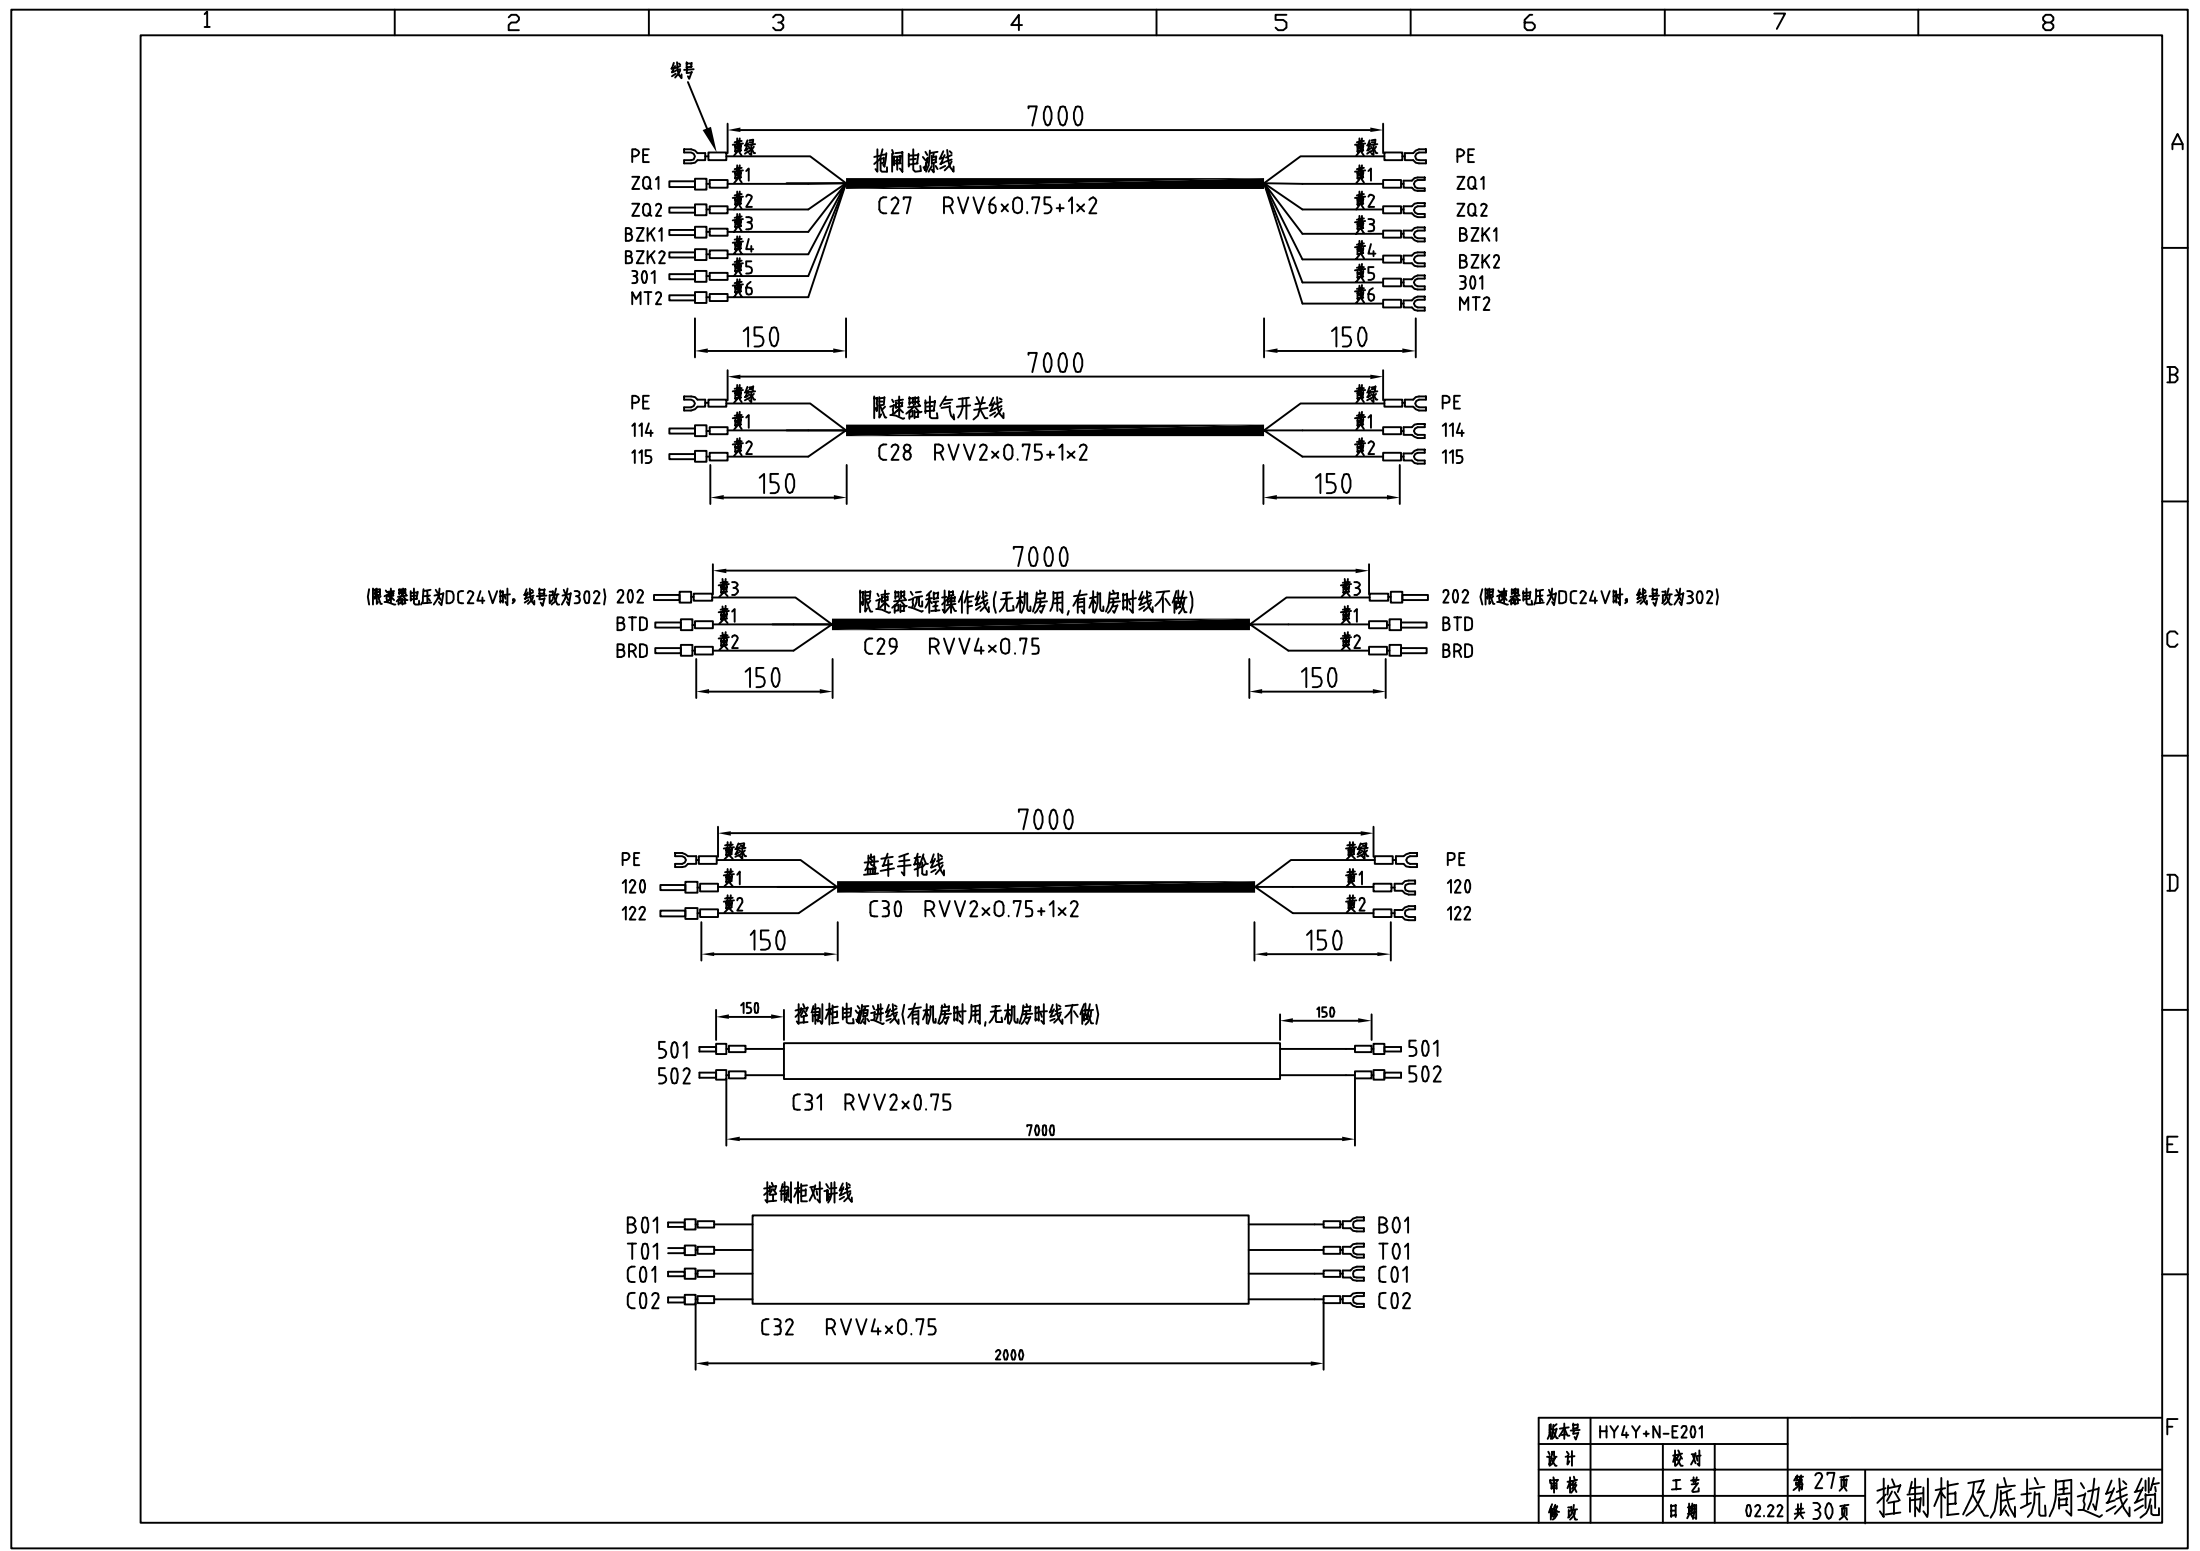 1 2 3 4 5 6 7 8
线号
7000
PE 黄绿 抱闸电源线 黄绿 PE
A
ZQ1 黄1 黄1 ZQ1
ZQ2 黄2 C27 RVV6×0.75+1×2 黄2 ZQ2
BZK1 黄3 黄3 BZK1
BZK2 黄4 黄4 BZK2
301 黄5 黄5 301
MT2 黄6 黄6 MT2
150 150
7000
B
PE 黄绿 限速器电气开关线 黄绿 PE
114 黄1 黄1 114
115 黄2 C28 RVV2×0.75+1×2 黄2 115
150 150
7000
(限速器电压为DC24V时，线号改为302) 202 黄3 限速器远程操作线(无机房用,有机房时线不做) 黄3 202 (限速器电压为DC24V时，线号改为302)
BTD 黄1 黄1 BTD
C
BRD 黄2 C29 RVV4×0.75 黄2 BRD
150 150
7000
PE 黄绿 盘车手轮线 黄绿 PE
120 黄1 黄1 120
D
122 黄2 C30 RVV2×0.75+1×2 黄2 122
150 150
150 控制柜电源进线(有机房时用,无机房时线不做) 150
501 501
502 502
C31 RVV2×0.75
7000
E
控制柜对讲线
B01 B01
T01 T01
C01 C01
C02 C02
C32 RVV4×0.75
2000
F
版本号 HY4Y+N-E201
设 计 校 对
审 核 工 艺 第 27页
修 改 日 期 02.22 共 30页
控制柜及底坑周边线缆